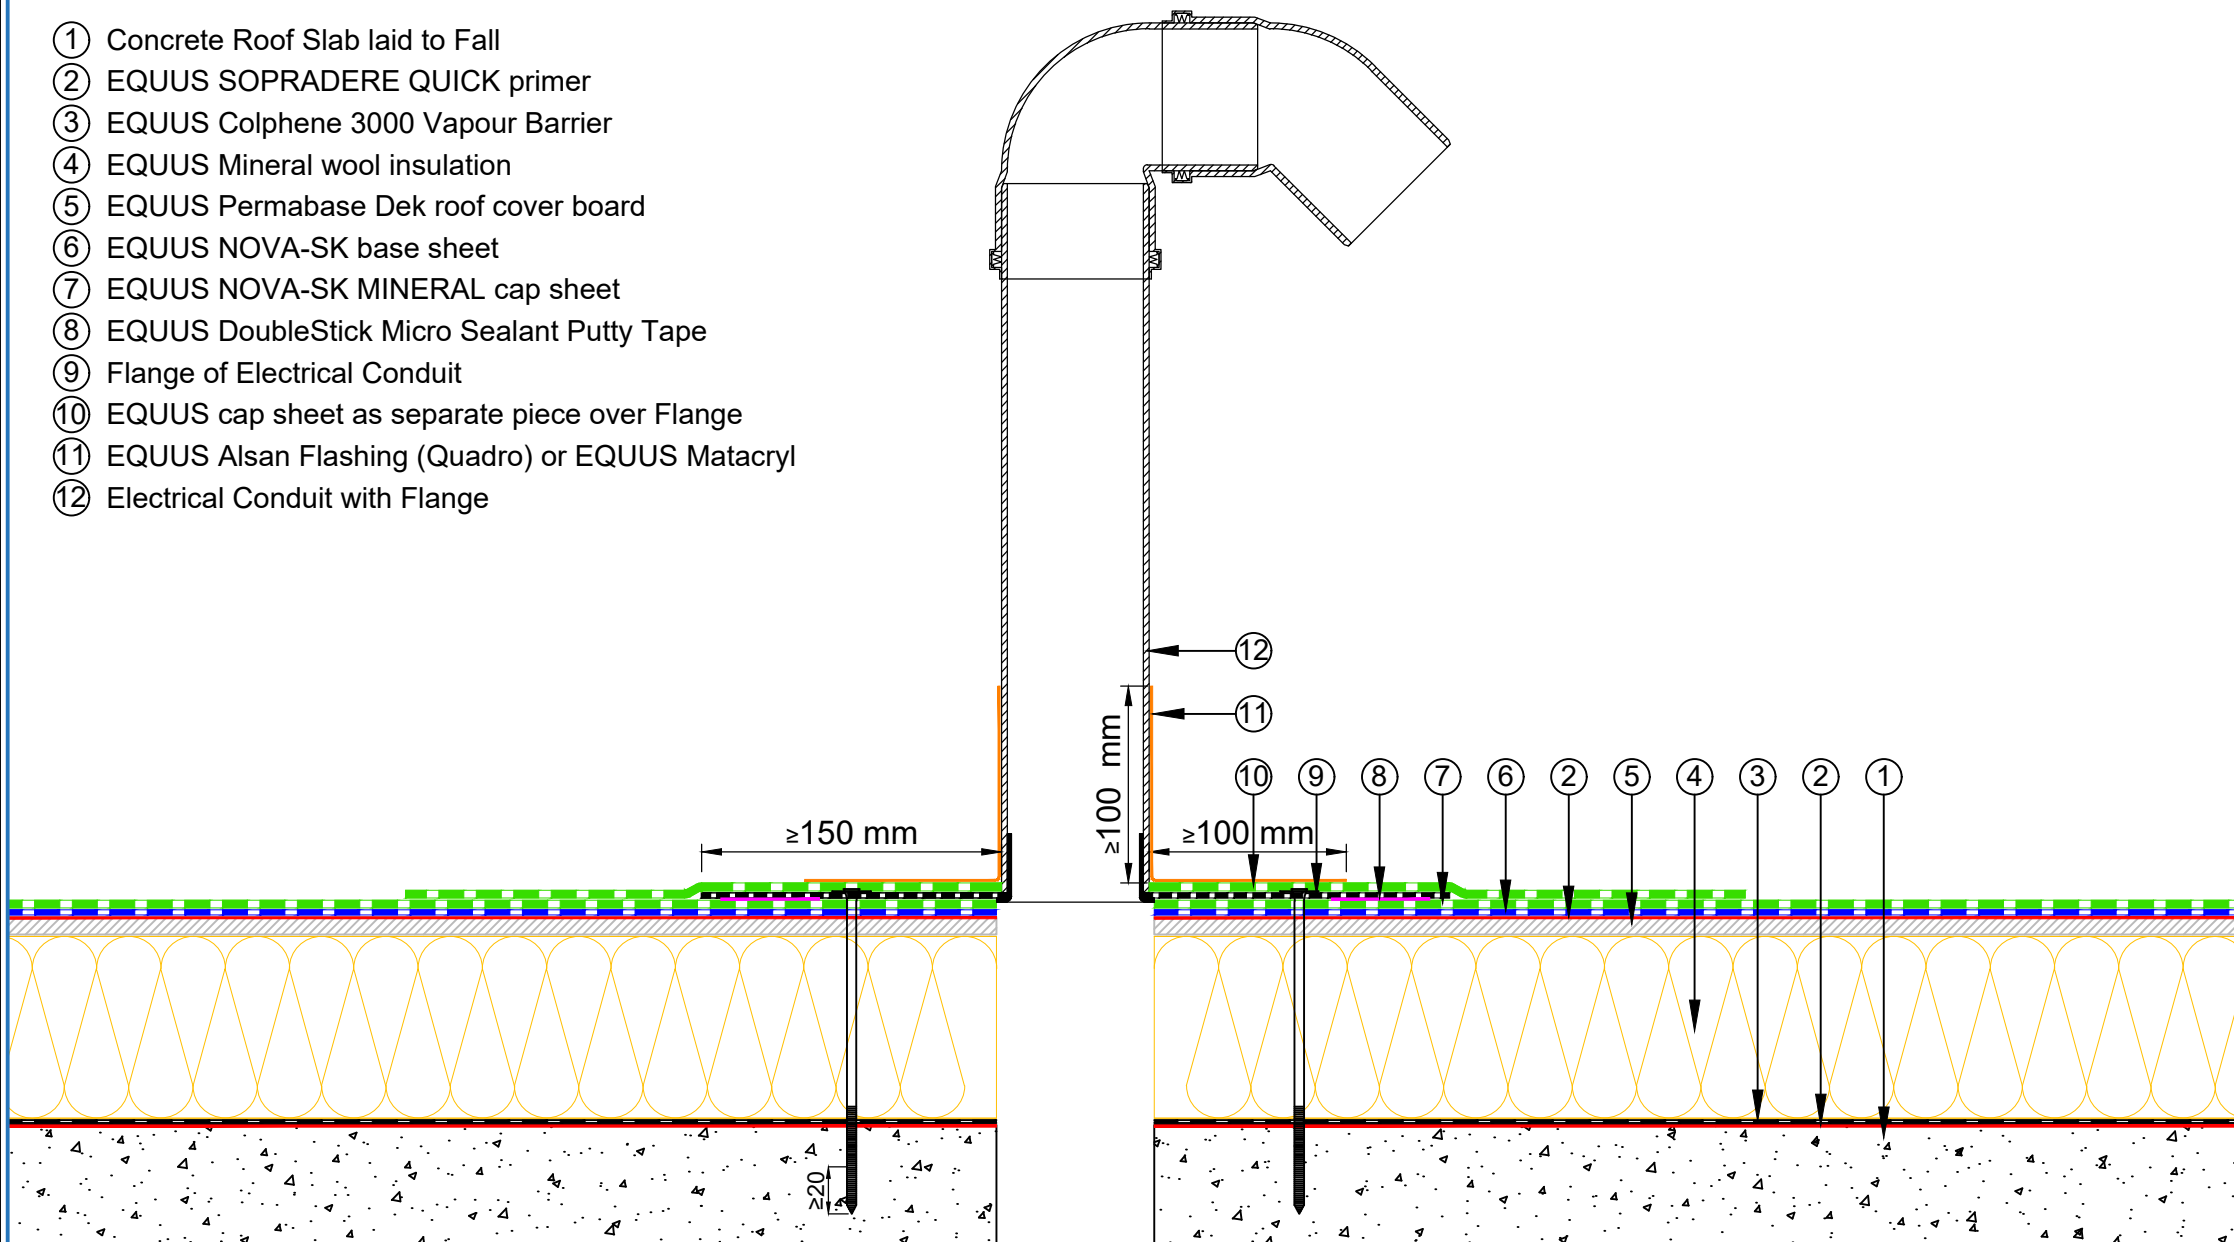 1 Concrete Roof Slab laid to Fall
2 EQUUS SOPRADERE QUICK primer
3 EQUUS Colphene 3000 Vapour Barrier
4 EQUUS Mineral wool insulation
5 EQUUS Permabase Dek roof cover board
6 EQUUS NOVA-SK base sheet
7 EQUUS NOVA-SK MINERAL cap sheet
8 EQUUS DoubleStick Micro Sealant Putty Tape
9 Flange of Electrical Conduit
10 EQUUS cap sheet as separate piece over Flange
11 EQUUS Alsan Flashing (Quadro) or EQUUS Matacryl
12 Electrical Conduit with Flange
12
11
≥100 mm
10 9 8 7 6 2 5 4 3 2 1
≥150 mm
≥100 mm
≥20